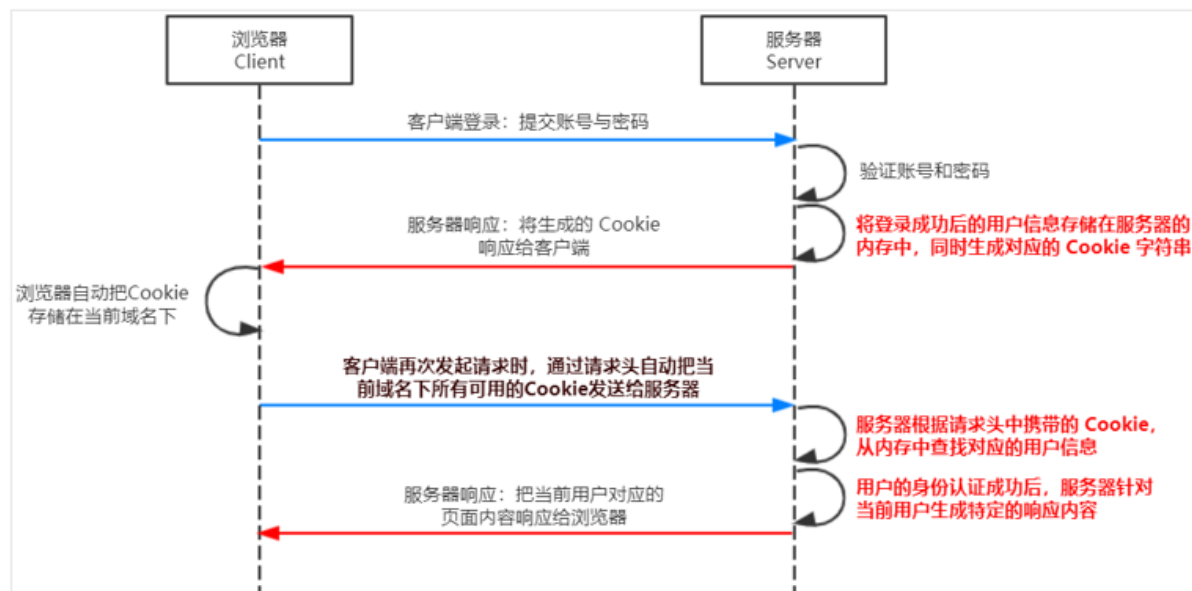 浏览器
Client
服务器
Server
客户端登录：提交账号与密码
验证账号和密码
服务器响应：将生成的 Cookie
响应给客户端
将登录成功后的用户信息存储在服务器的
内存中，同时生成对应的 Cookie 字符串
浏览器自动把Cookie
存储在当前域名下
客户端再次发起请求时，通过请求头自动把当
前域名下所有可用的Cookie发送给服务器
服务器根据请求头中携带的 Cookie，
从内存中查找对应的用户信息
服务器响应：把当前用户对应的
页面内容响应给浏览器
用户的身份认证成功后，服务器针对
当前用户生成特定的响应内容